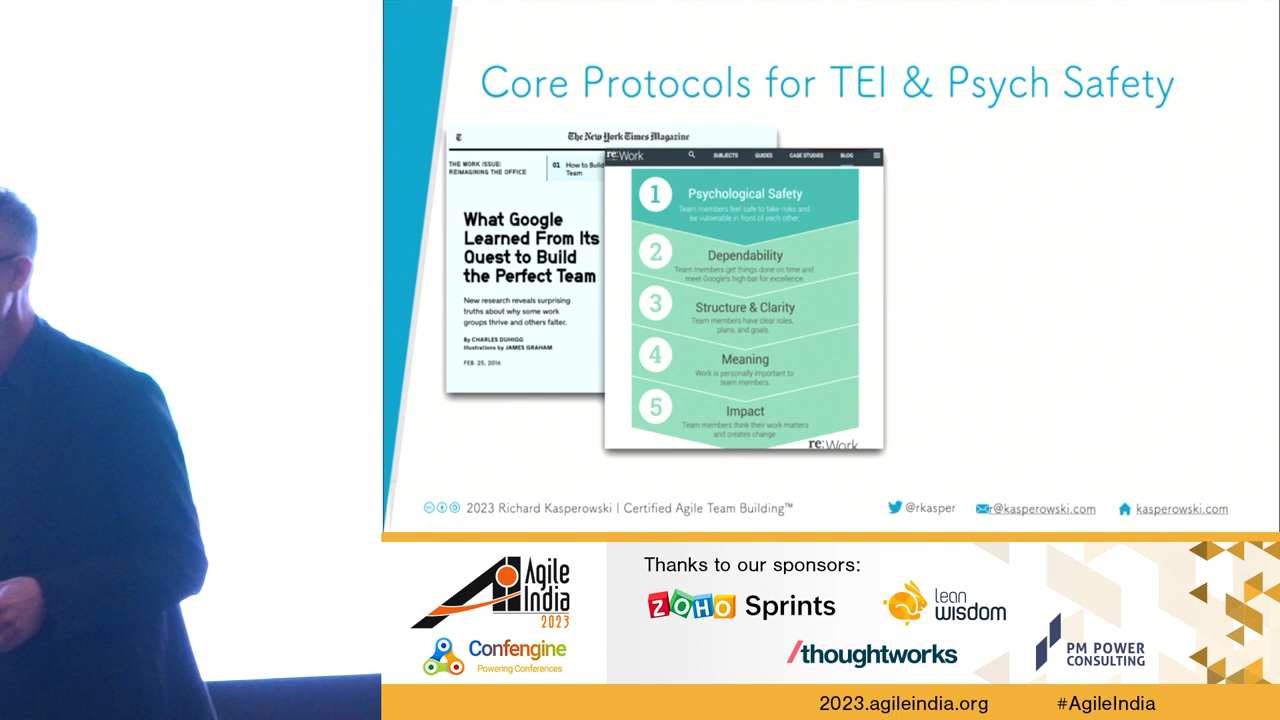 Core Protocols for TEI & Psych Safety
T
The New York Times Magazine
THE WORK ISSUE:
REIMAGINING THE OFFICE
01 How to Build
Team
What Google
Learned From Its
Quest to Build
the Perfect Team
New research reveals surprising
truths about why some work
groups thrive and others falter.
By CHARLES DUHIGG
Illustrations by JAMES GRAHAM
FEB. 25, 2016
re:Work
SUBJECTS GUIDES CASE STUDIES BLOG
1
Psychological Safety
Team members feel safe to take risks and
be vulnerable in front of each other.
2
Dependability
Team members get things done on time and
meet Google's high bar for excellence.
3
Structure & Clarity
Team members have clear roles,
plans, and goals.
4
Meaning
Work is personally important to
team members.
5
Impact
Team members think their work matters
and creates change.
re:Work
2023 Richard Kasperowski | Certified Agile Team Building™
@rkasper
r@kasperowski.com
kasperowski.com
Agile
India
2023
Confengine
Powering Conferences
Thanks to our sponsors:
ZOHO Sprints
lean
wisdom
/thoughtworks
PM POWER
CONSULTING
2023.agileindia.org
#AgileIndia